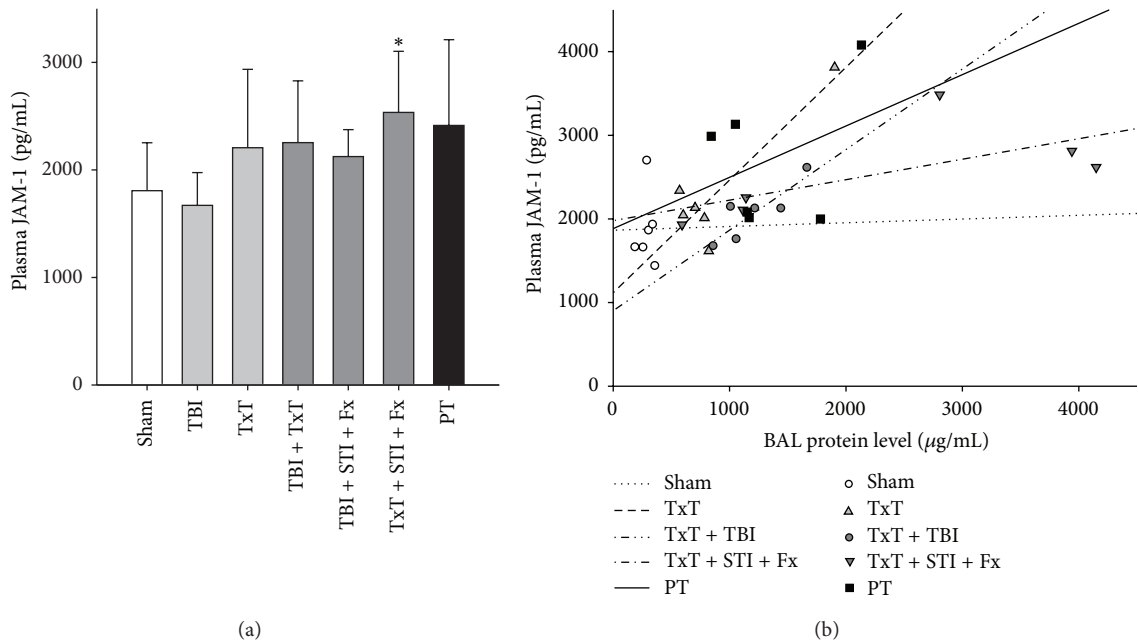 Plasma JAM-1 (pg/mL)
3000
2000
1000
0
*
Sham
TBI
TxT
TBI + TxT
TBI + STI + Fx
TxT + STI + Fx
PT
(a)
Plasma JAM-1 (pg/mL)
4000
3000
2000
1000
0
0 1000 2000 3000 4000
BAL protein level (μg/mL)
Sham Sham
TxT TxT
TxT + TBI TxT + TBI
TxT + STI + Fx TxT + STI + Fx
PT PT
(b)